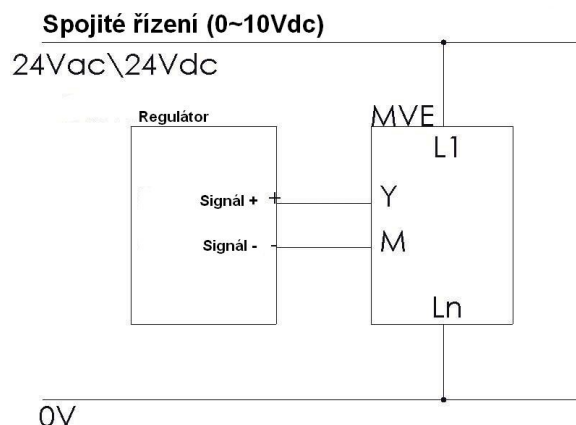 Spojité řízení (0~10Vdc)
24Vac\24Vdc
Regulátor
MVE
L1
Signál + +
Y
Signál - -
M
Ln
0V